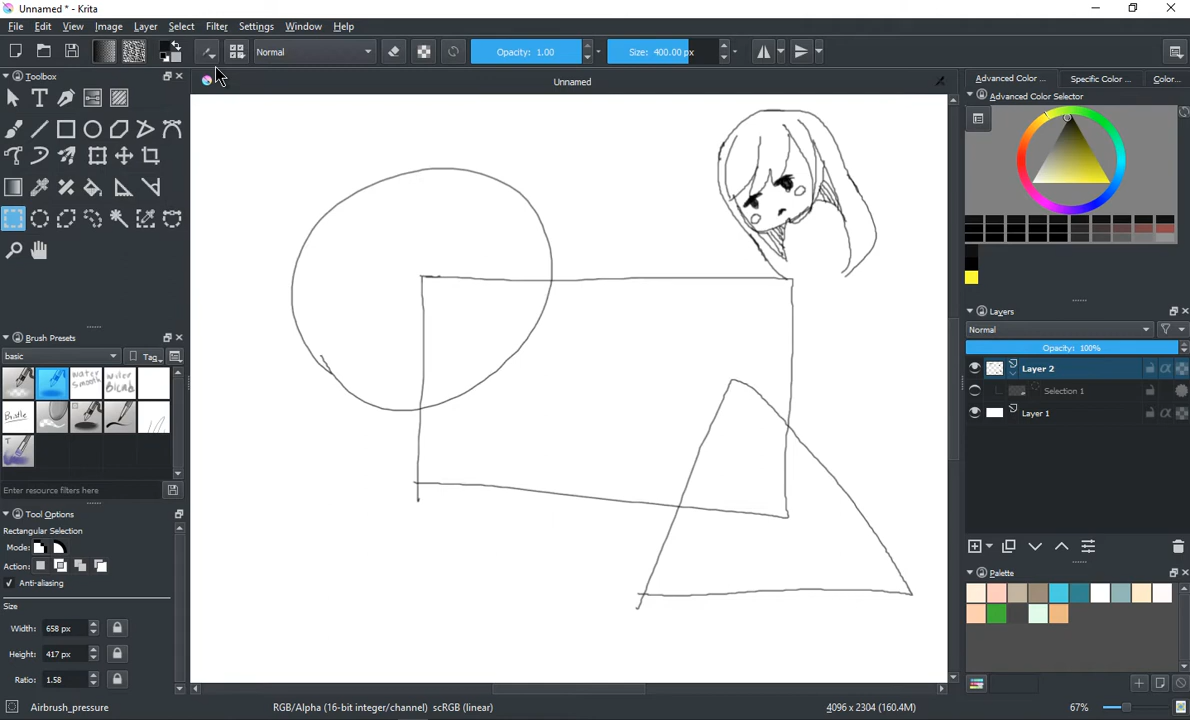 Unnamed * - Krita
File Edit View Image Layer Select Filter Settings Window Help
Normal
Opacity: 1.00
Size: 400.00 px
Toolbox
Unnamed
Advanced Color ...
Specific Color...
Color...
Advanced Color Selector
Brush Presets
basic
Tag
water smooth
Bristle
T
Enter resource filters here
Tool Options
Rectangular Selection
Mode:
Action:
Anti-aliasing
Size
Width: 658 px
Height: 417 px
Ratio: 1.58
Layers
Normal
Opacity: 100%
Layer 2
Selection 1
Layer 1
Palette
Airbrush_pressure
RGB/Alpha (16-bit integer/channel) scRGB (linear)
4096 x 2304 (160.4M)
67%